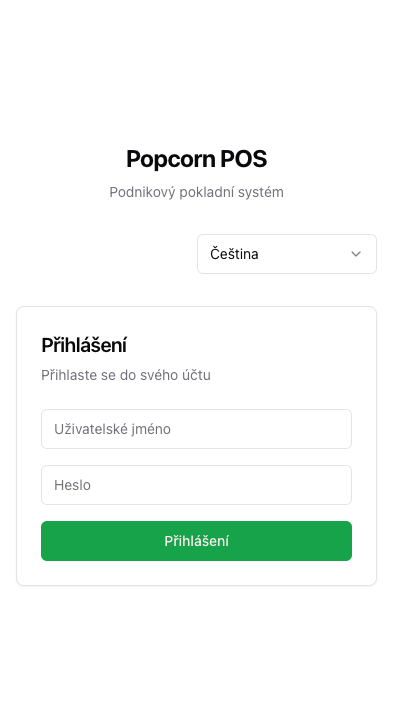 Popcorn POS
Podnikový pokladní systém
Čeština
Přihlášení
Přihlaste se do svého účtu
Uživatelské jméno
Heslo
Přihlášení